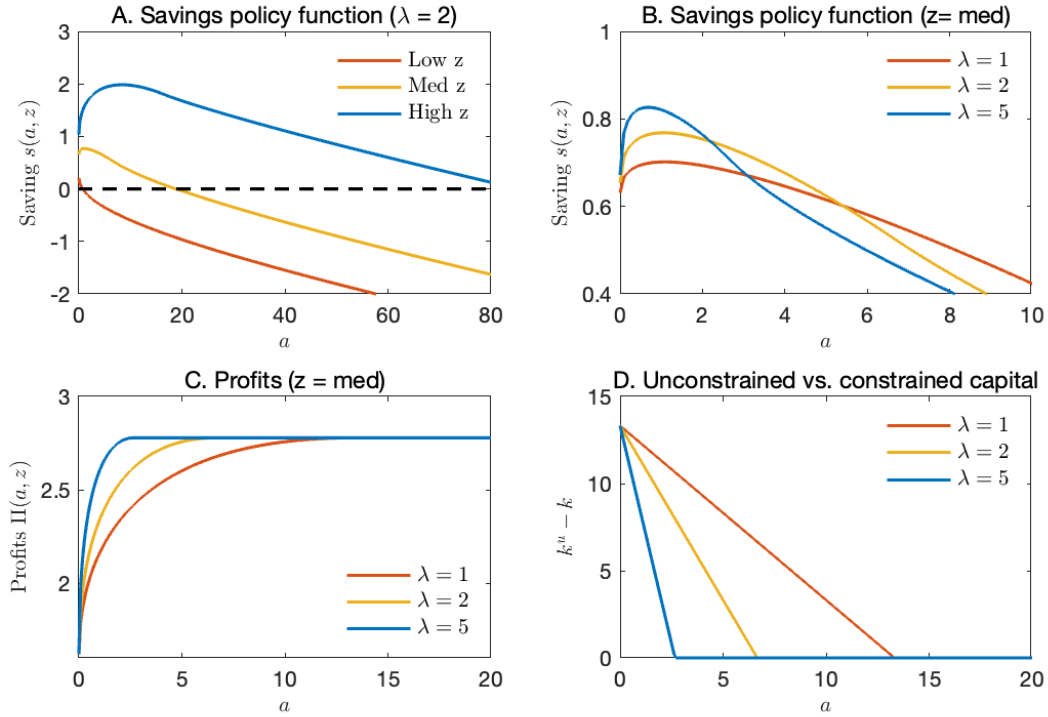 A. Savings policy function (λ = 2)
3
2
1
0
-1
-2
Saving s(a, z)
Low z
Med z
High z
0 20 40 60 80
a
B. Savings policy function (z= med)
1
0.8
0.6
0.4
Saving s(a, z)
λ = 1
λ = 2
λ = 5
0 2 4 6 8 10
a
C. Profits (z = med)
3
2.5
2
Profits Π(a, z)
λ = 1
λ = 2
λ = 5
0 5 10 15 20
a
D. Unconstrained vs. constrained capital
15
10
5
0
kᵘ − k
λ = 1
λ = 2
λ = 5
0 5 10 15 20
a